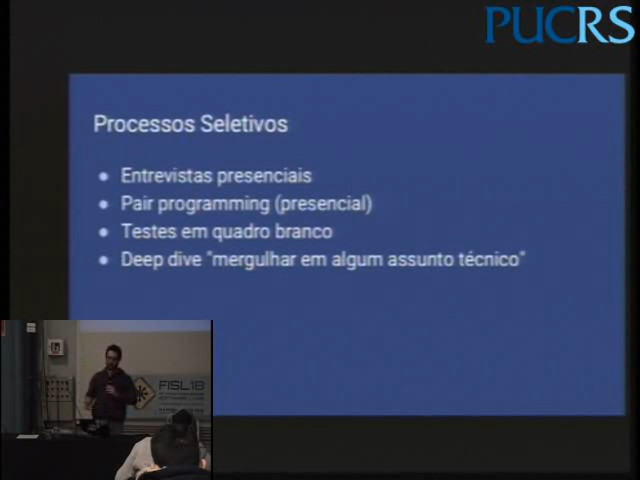 PUCRS
Processos Seletivos
• Entrevistas presenciais
• Pair programming (presencial)
• Testes em quadro branco
• Deep dive "mergulhar em algum assunto técnico"
FISL18